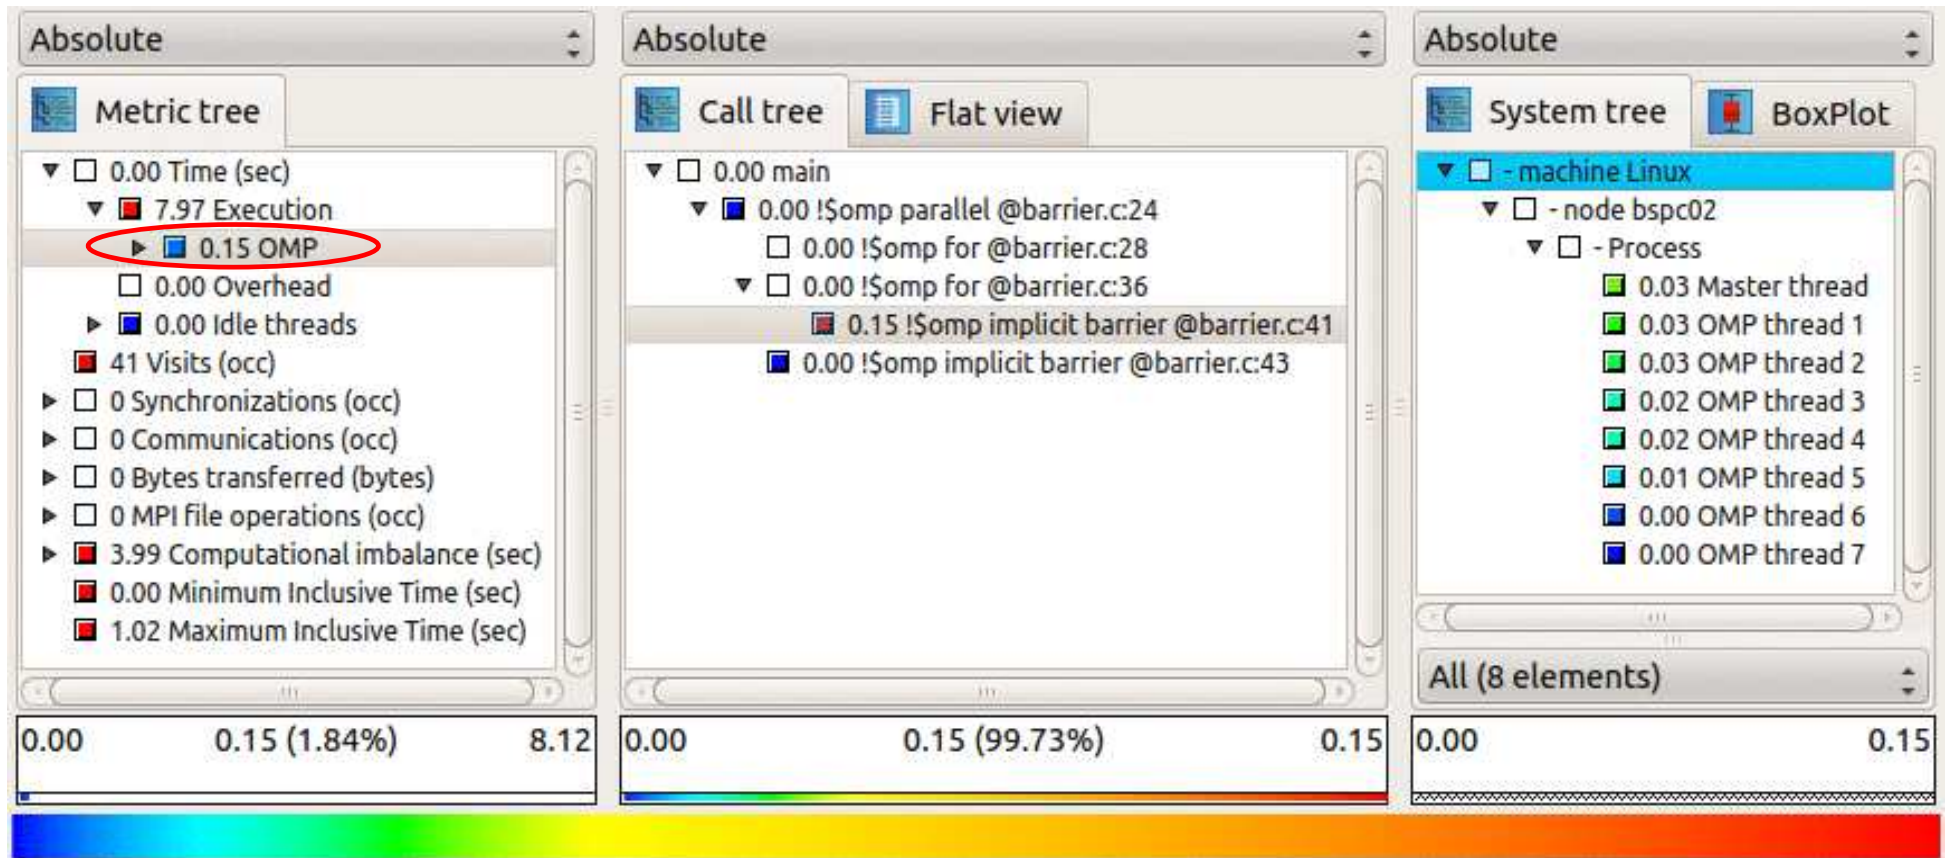 Absolute
Metric tree
0.00 Time (sec)
7.97 Execution
0.15 OMP
0.00 Overhead
0.00 Idle threads
41 Visits (occ)
0 Synchronizations (occ)
0 Communications (occ)
0 Bytes transferred (bytes)
0 MPI file operations (occ)
3.99 Computational imbalance (sec)
0.00 Minimum Inclusive Time (sec)
1.02 Maximum Inclusive Time (sec)
0.00 0.15 (1.84%) 8.12
Absolute
Call tree Flat view
0.00 main
0.00 !$omp parallel @barrier.c:24
0.00 !$omp for @barrier.c:28
0.00 !$omp for @barrier.c:36
0.15 !$omp implicit barrier @barrier.c:41
0.00 !$omp implicit barrier @barrier.c:43
0.00 0.15 (99.73%) 0.15
Absolute
System tree BoxPlot
- machine Linux
- node bspc02
- Process
0.03 Master thread
0.03 OMP thread 1
0.03 OMP thread 2
0.02 OMP thread 3
0.02 OMP thread 4
0.01 OMP thread 5
0.00 OMP thread 6
0.00 OMP thread 7
All (8 elements)
0.00 0.15